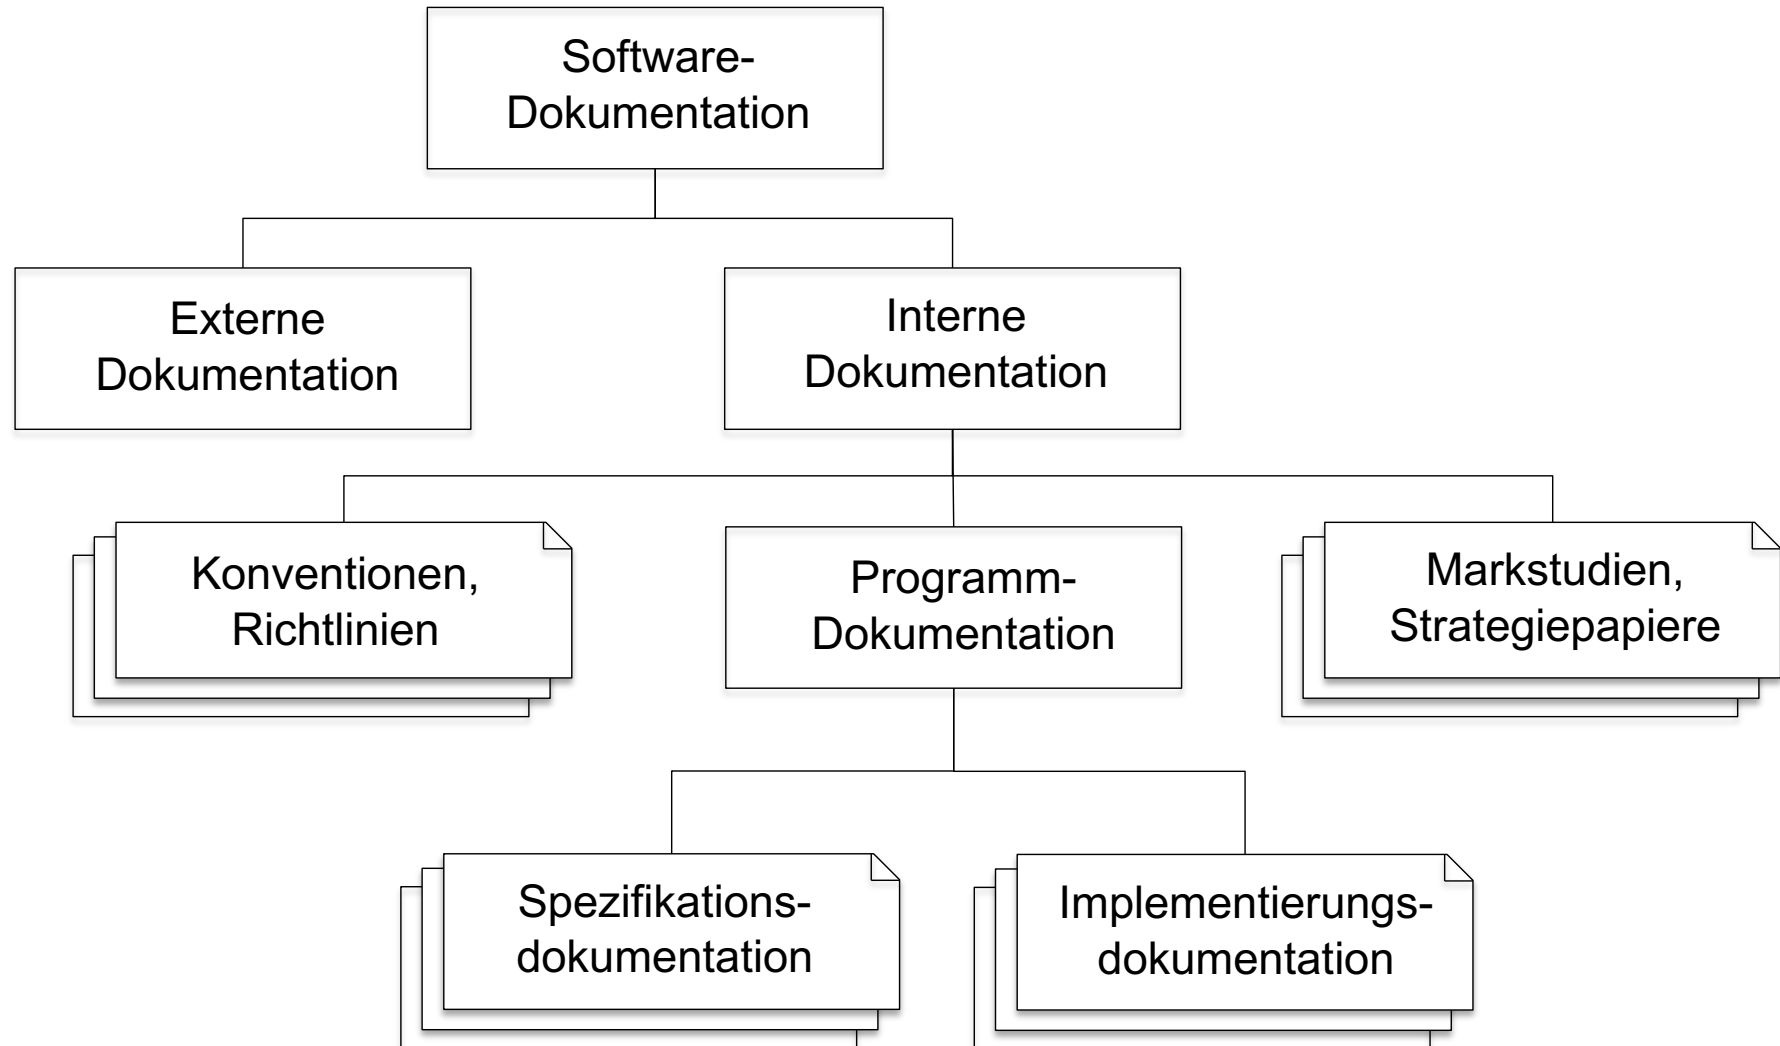 Software-
Dokumentation
Externe
Dokumentation
Interne
Dokumentation
Konventionen,
Richtlinien
Programm-
Dokumentation
Markstudien,
Strategiepapiere
Spezifikations-
dokumentation
Implementierungs-
dokumentation